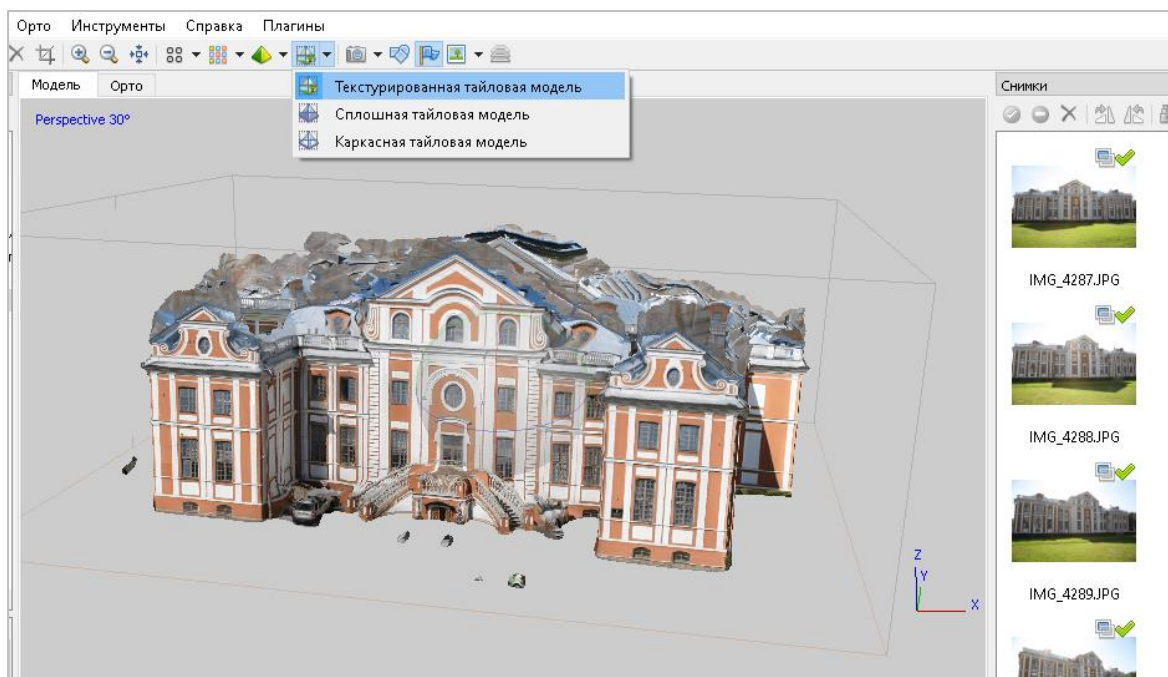 Орто Инструменты Справка Плагины
Модель Орто
Текстурированная тайловая модель
Сплошная тайловая модель
Каркасная тайловая модель
Perspective 30°
Снимки
IMG_4287.JPG
IMG_4288.JPG
IMG_4289.JPG
Z
Y
X